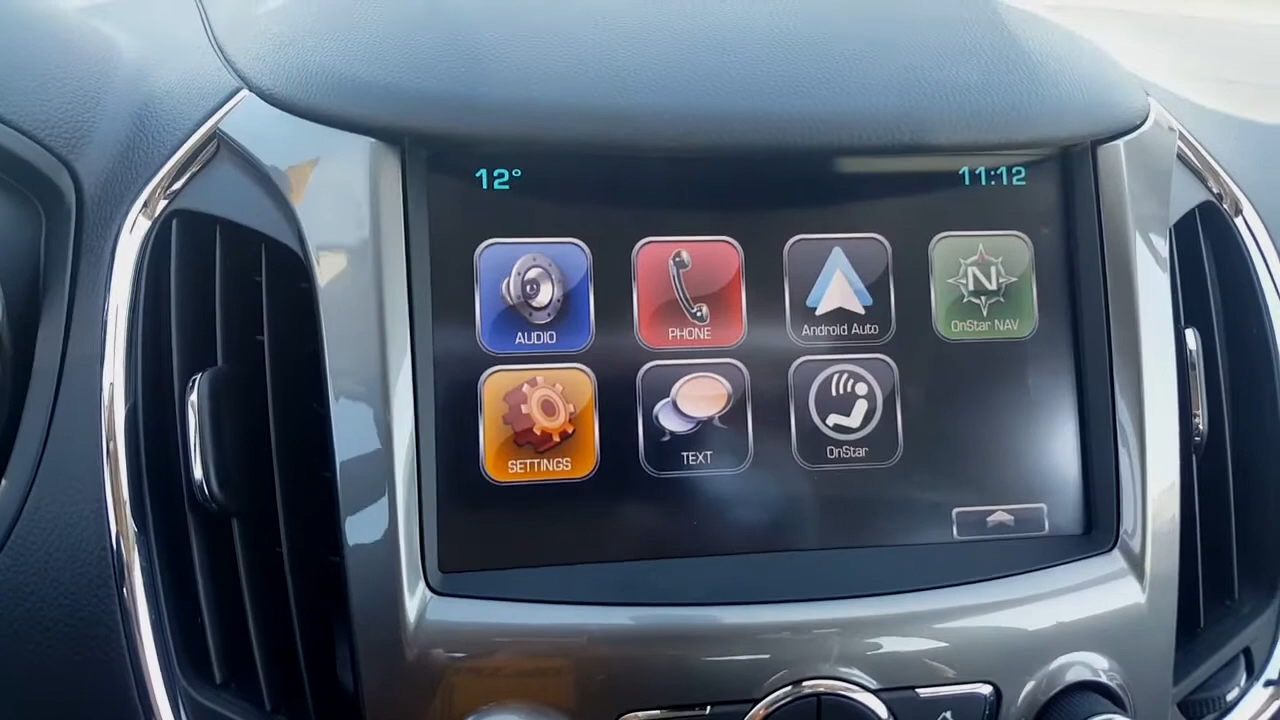 12° 11:12
AUDIO PHONE Android Auto OnStar NAV
N
SETTINGS TEXT OnStar